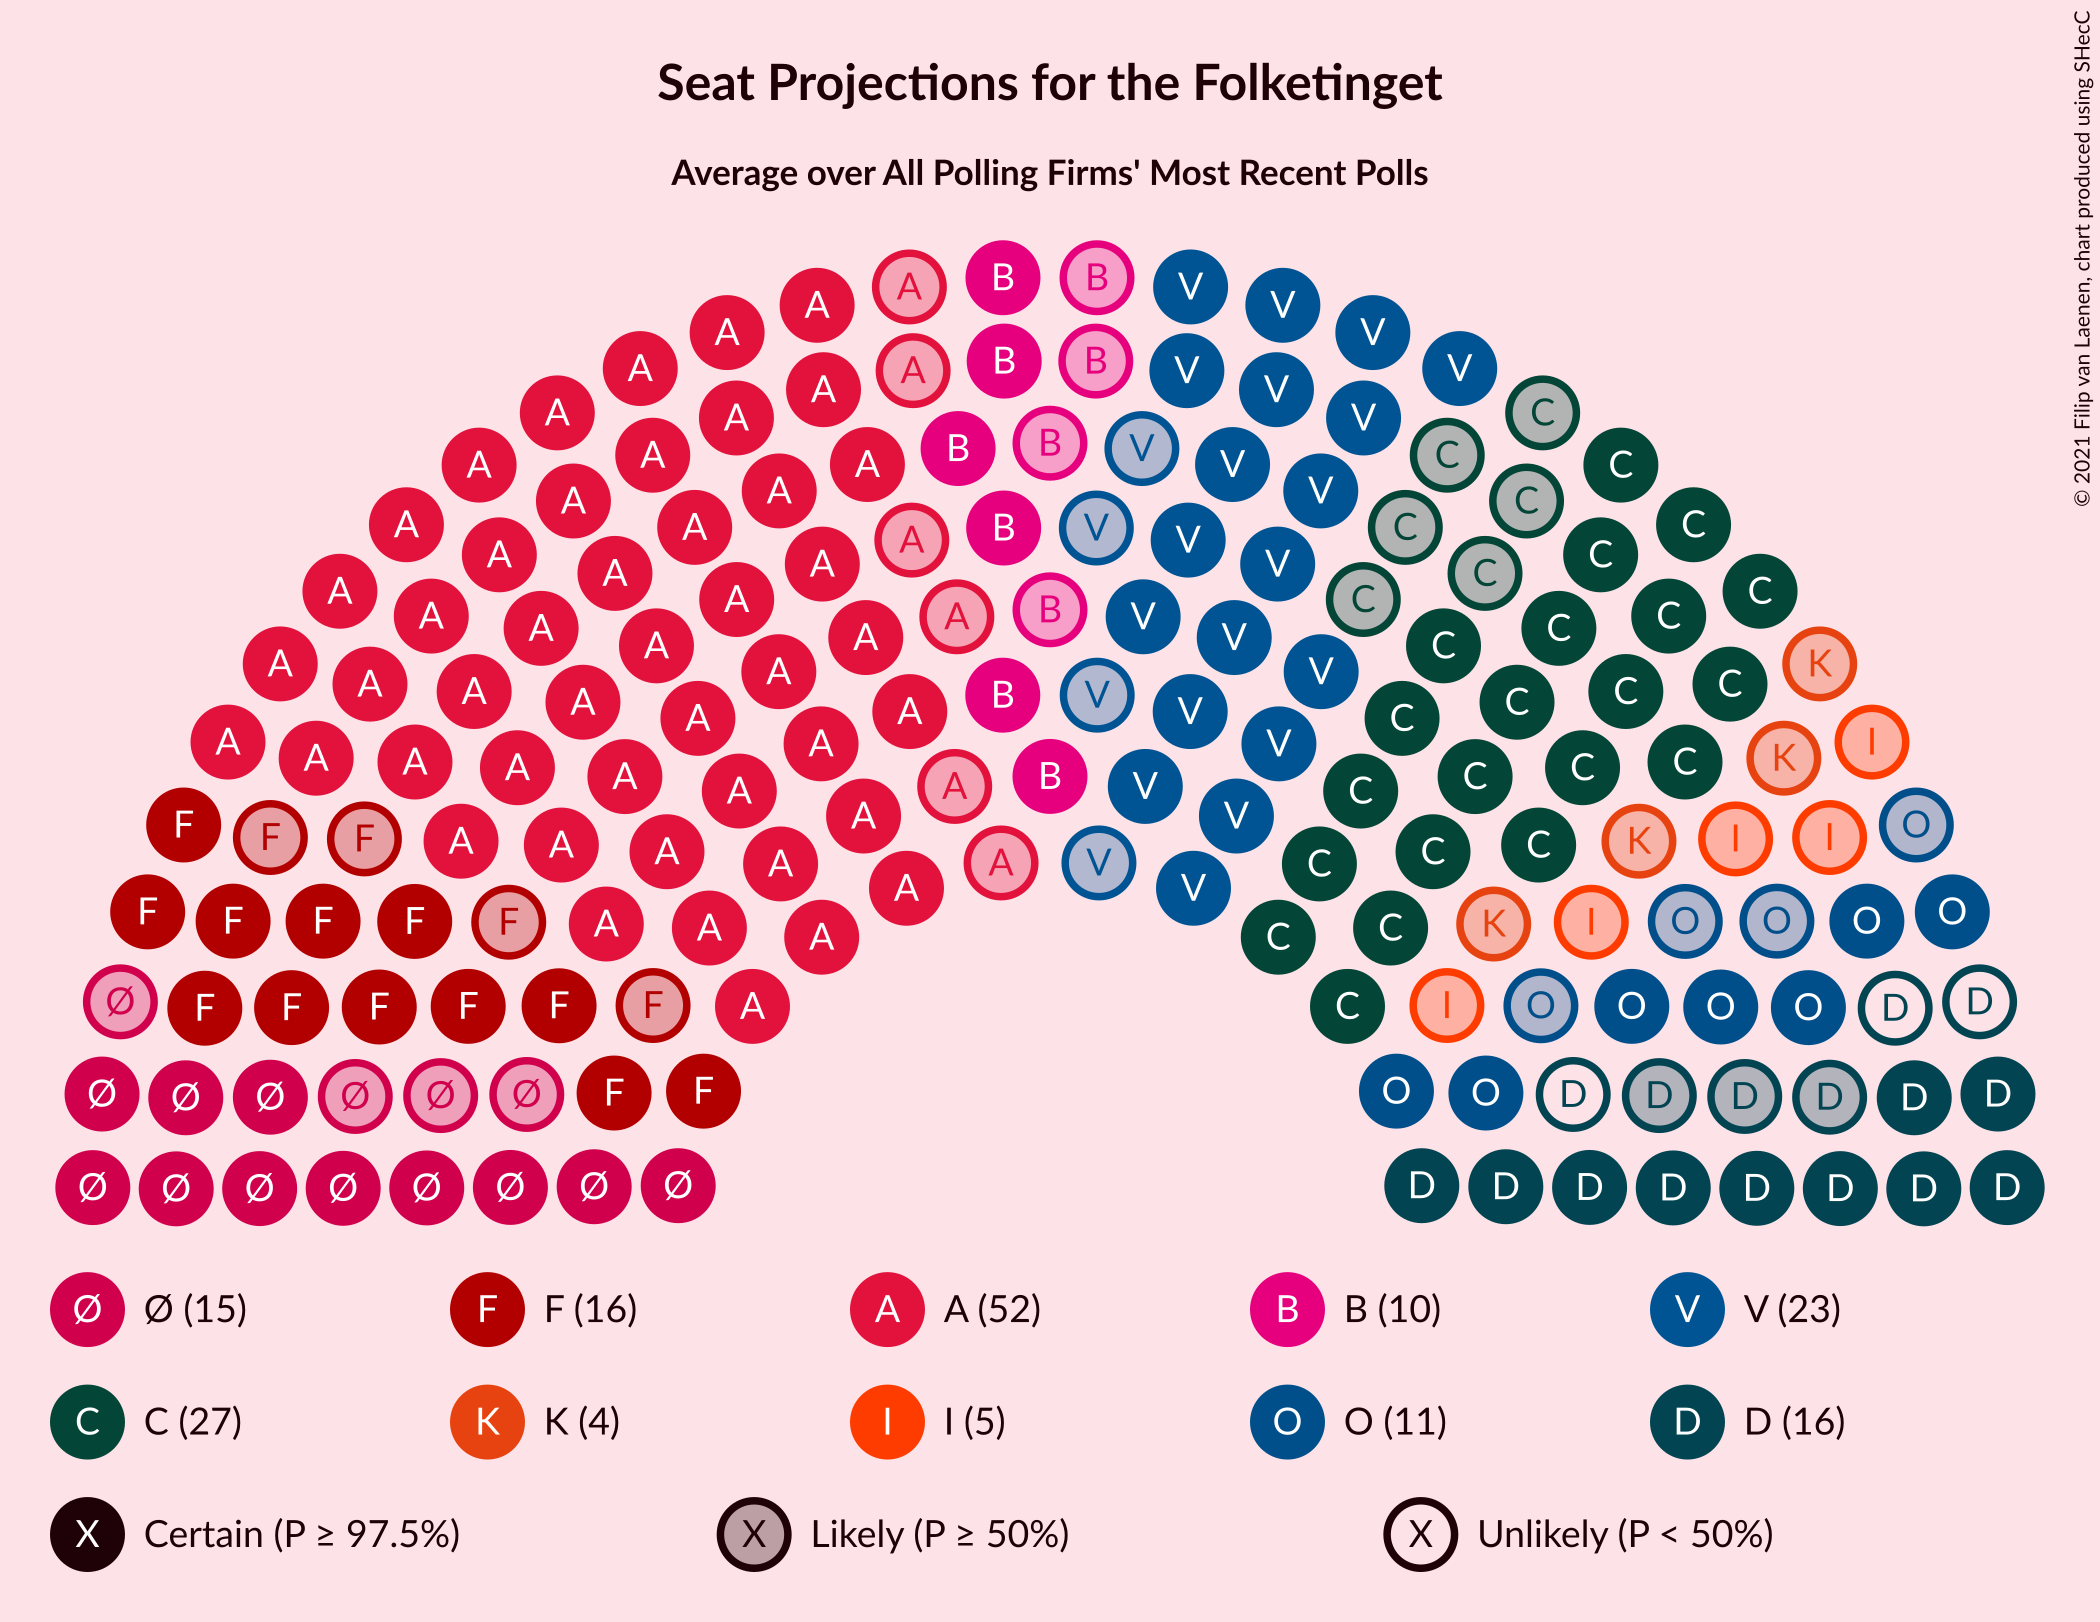 Seat Projections for the Folketinget
Average over All Polling Firms' Most Recent Polls
© 2021 Filip van Laenen, chart produced using SHecC
B B
A V
A V
A V
A B B V
A A V C
A V
A A B B V V C C
A A V C
A A B V V C C
A A A V C
A A A V C C
A A B V C C
A A A V C C
A A V C
A A A V C K
A A A B V C C
A A A V C C
A A V C I
A A A A B V C C C K
A A A V C
F A V O
F F A A A A A V C C C K I I
A V
F F F F F A A A C C K I O O O O
Ø F F F F F F A C I O O O O D D
Ø Ø Ø Ø Ø Ø F F O O D D D D D D
Ø Ø Ø Ø Ø Ø Ø Ø D D D D D D D D
Ø Ø (15) F F (16) A A (52) B B (10) V V (23)
C C (27) K K (4) I I (5) O O (11) D D (16)
X Certain (P ≥ 97.5%) X Likely (P ≥ 50%) X Unlikely (P < 50%)